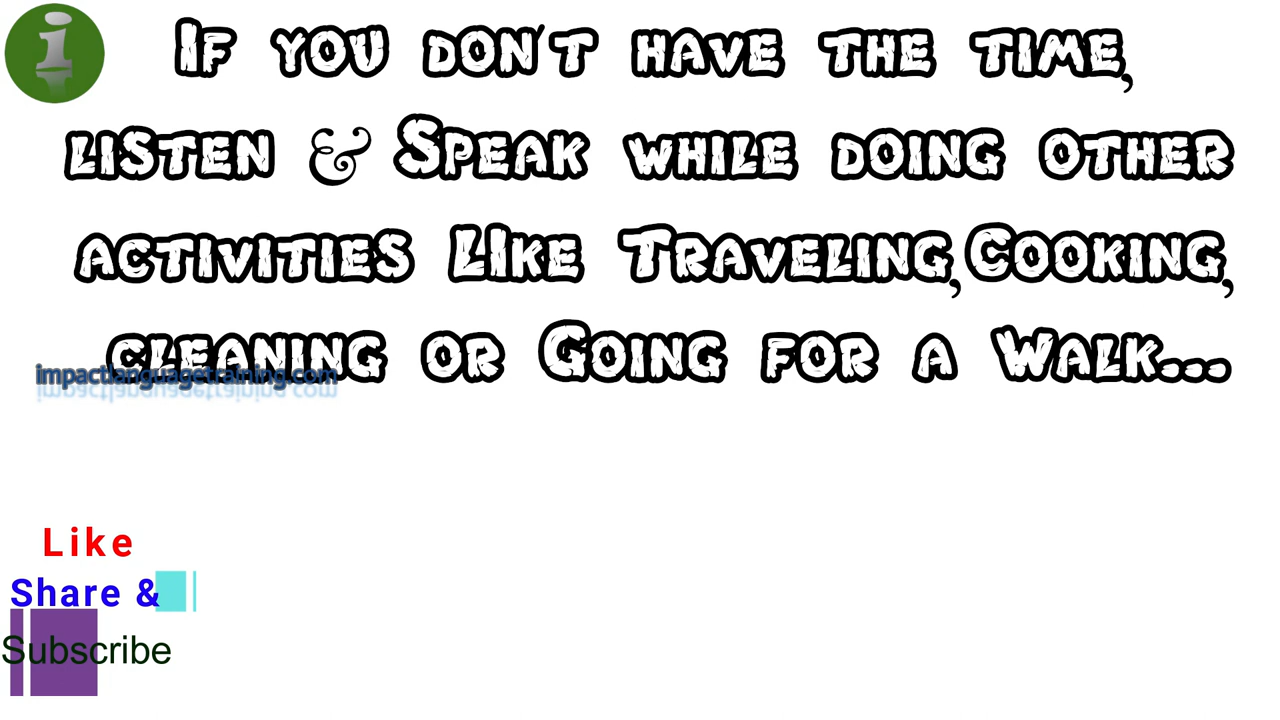 i
If you don't have the time,
listen & Speak while doing other
activities LIke Traveling,Cooking,
cleaning or Going for a Walk...
impactlanguagetraining.com
Like
Share &
Subscribe